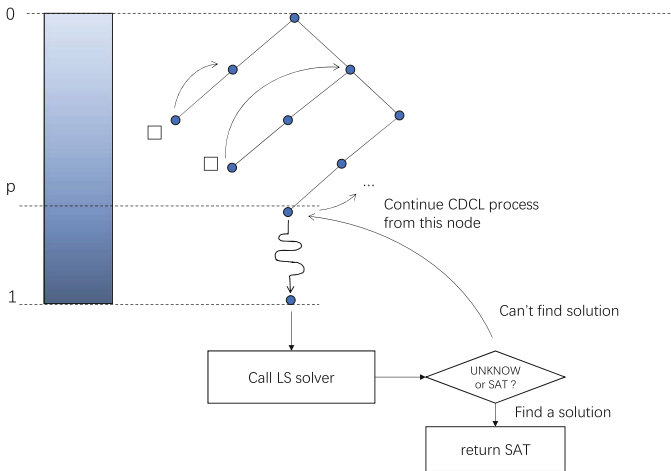 0
p
...
Continue CDCL process
from this node
1
Can't find solution
Call LS solver
UNKNOW
or SAT ?
Find a solution
return SAT